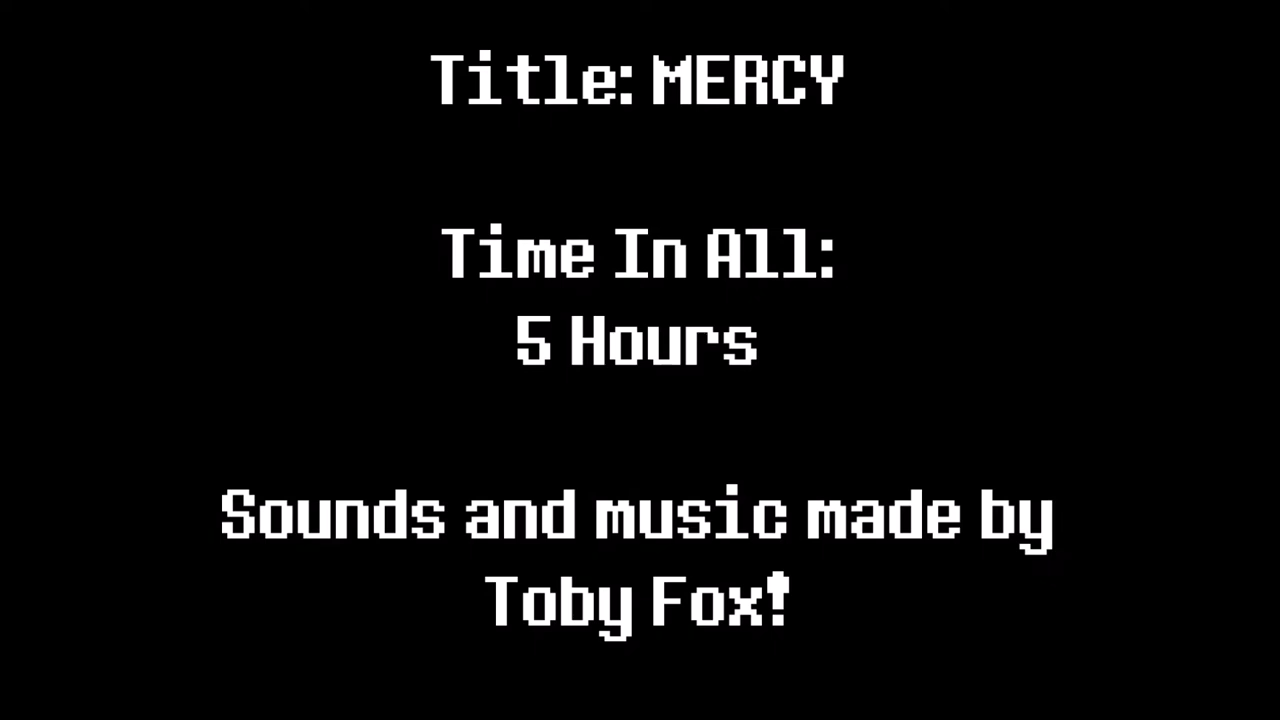 Title: MERCY
Time In All:
5 Hours
Sounds and music made by
Toby Fox!